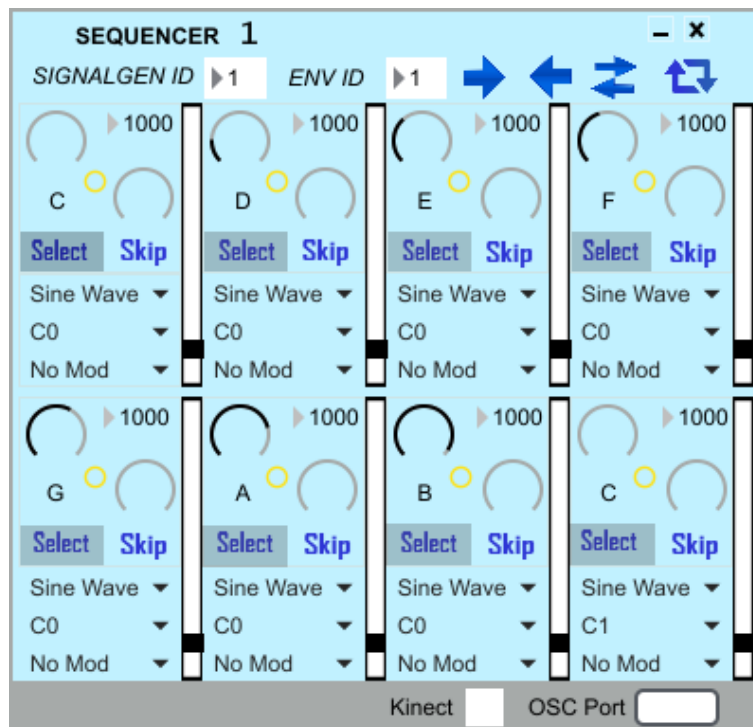 SEQUENCER 1
SIGNALGEN ID 1 ENV ID 1
1000 1000 1000 1000
C D E F
Select Skip Select Skip Select Skip Select Skip
Sine Wave Sine Wave Sine Wave Sine Wave
C0 C0 C0 C0
No Mod No Mod No Mod No Mod
1000 1000 1000 1000
G A B C
Select Skip Select Skip Select Skip Select Skip
Sine Wave Sine Wave Sine Wave Sine Wave
C0 C0 C0 C1
No Mod No Mod No Mod No Mod
Kinect OSC Port